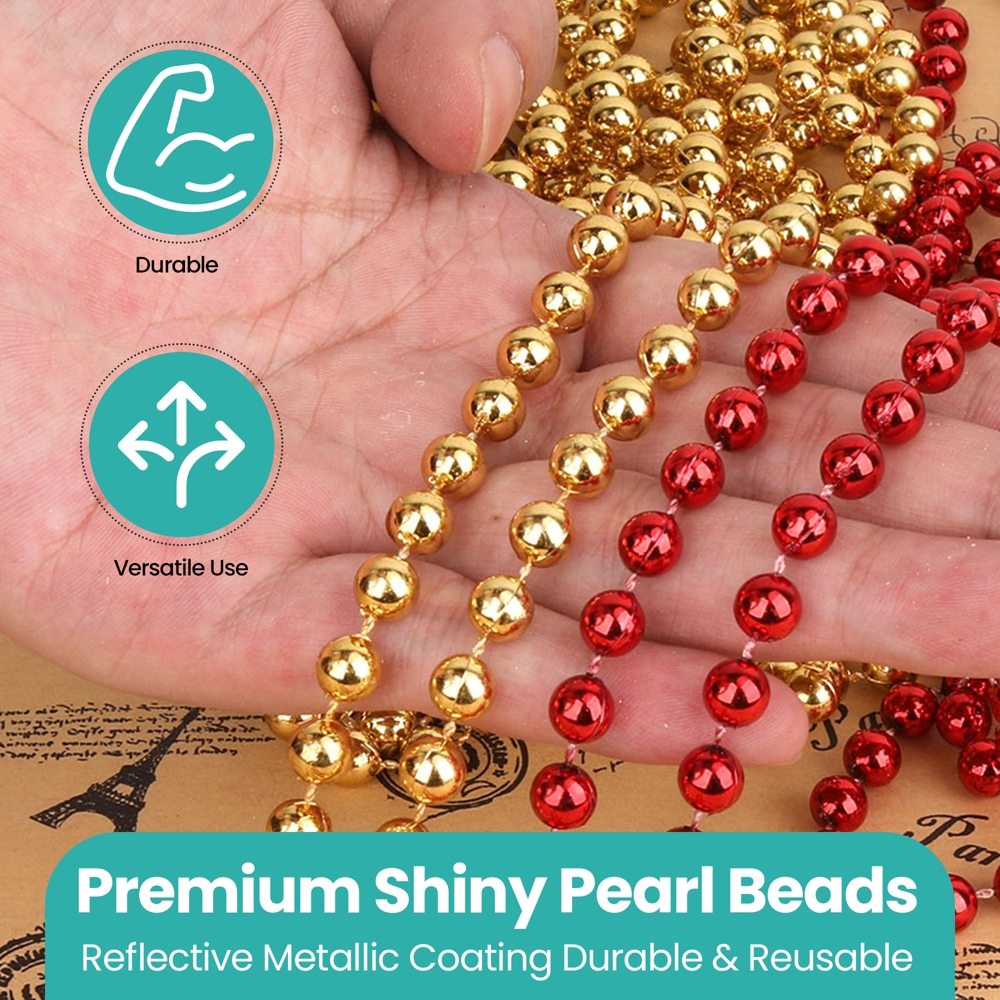 Durable
Versatile Use
Premium Shiny Pearl Beads
Reflective Metallic Coating Durable & Reusable